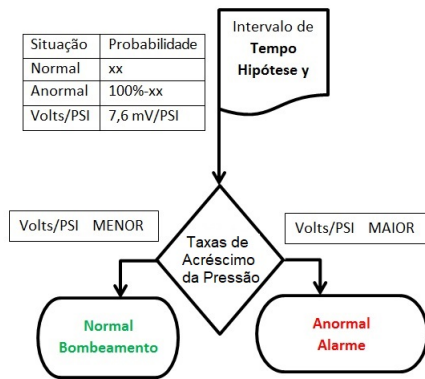 Situação Probabilidade
Normal xx
Anormal 100%-xx
Volts/PSI 7,6 mV/PSI
Intervalo de
Tempo
Hipótese y
Volts/PSI MENOR
Taxas de
Acréscimo
da Pressão
Volts/PSI MAIOR
Normal
Bombeamento
Anormal
Alarme